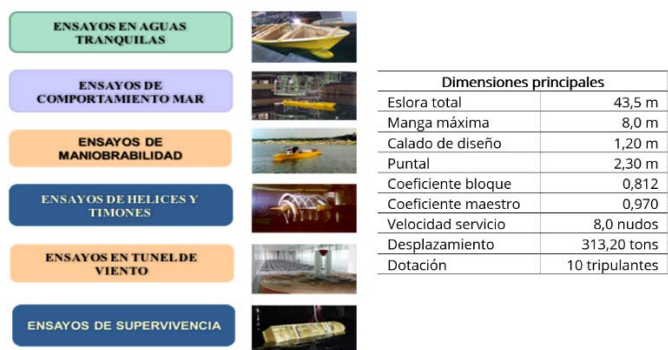 ENSAYOS EN AGUAS
TRANQUILAS
ENSAYOS DE
COMPORTAMIENTO MAR
ENSAYOS DE
MANIOBRABILIDAD
ENSAYOS DE HELICES Y
TIMONES
ENSAYOS EN TUNEL DE
VIENTO
ENSAYOS DE SUPERVIVENCIA
Dimensiones principales
Eslora total 43,5 m
Manga máxima 8,0 m
Calado de diseño 1,20 m
Puntal 2,30 m
Coeficiente bloque 0,812
Coeficiente maestro 0,970
Velocidad servicio 8,0 nudos
Desplazamiento 313,20 tons
Dotación 10 tripulantes